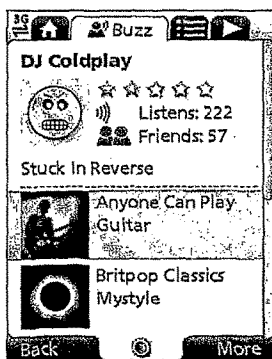 3G
Buzz
DJ Coldplay
Listens: 222
Friends: 57
Stuck In Reverse
Anyone Can Play
Guitar
Britpop Classics
Mystyle
Back
More